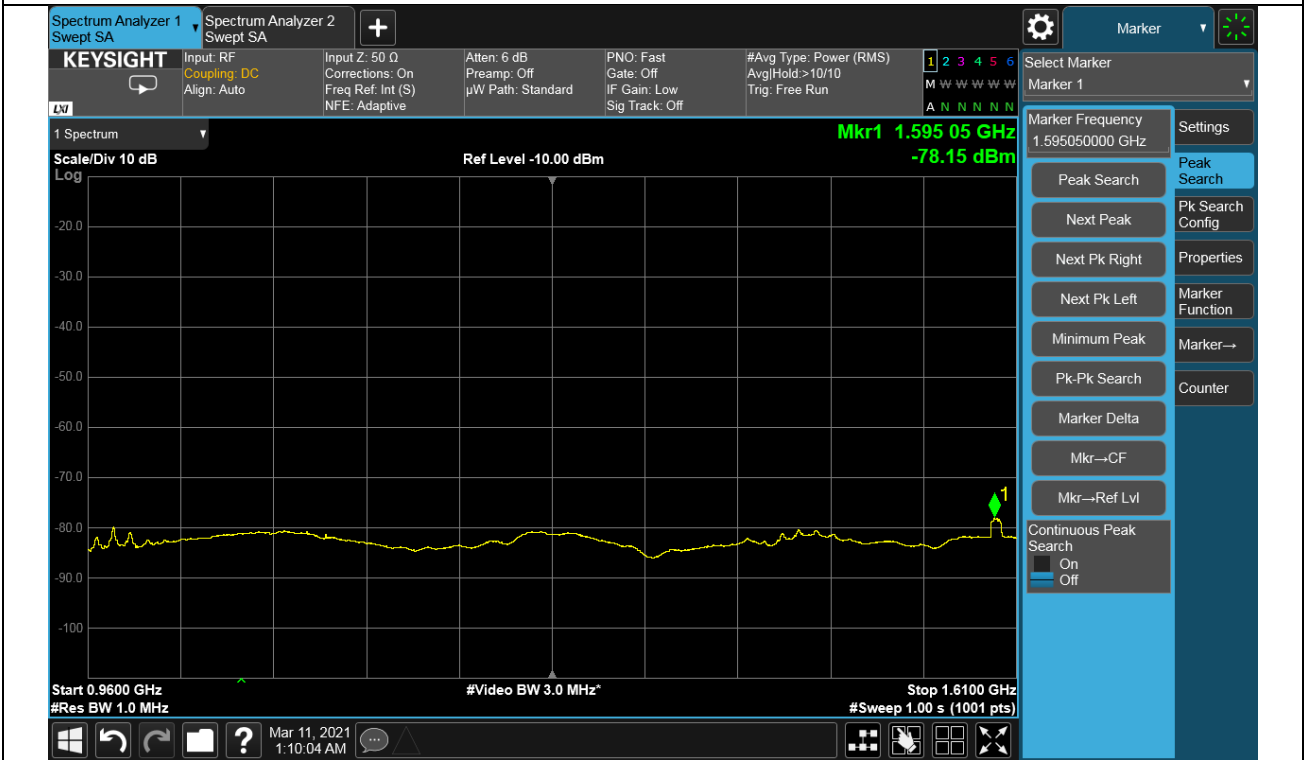 Spectrum Analyzer 1
Swept SA
Spectrum Analyzer 2
Swept SA
Marker
KEYSIGHT
LXI
Input: RF
Coupling: DC
Align: Auto
Input Z: 50 Ω
Corrections: On
Freq Ref: Int (S)
NFE: Adaptive
Atten: 6 dB
Preamp: Off
µW Path: Standard
PNO: Fast
Gate: Off
IF Gain: Low
Sig Track: Off
#Avg Type: Power (RMS)
Avg|Hold:>10/10
Trig: Free Run
1 2 3 4 5 6
M W W W W W
A N N N N N
Select Marker
Marker 1
1 Spectrum
Scale/Div 10 dB
Ref Level -10.00 dBm
Mkr1 1.595 05 GHz
-78.15 dBm
Log
-20.0
-30.0
-40.0
-50.0
-60.0
-70.0
-80.0
-90.0
-100
1
Start 0.9600 GHz
#Res BW 1.0 MHz
#Video BW 3.0 MHz*
Stop 1.6100 GHz
#Sweep 1.00 s (1001 pts)
Marker Frequency
1.595050000 GHz
Peak Search
Next Peak
Next Pk Right
Next Pk Left
Minimum Peak
Pk-Pk Search
Marker Delta
Mkr→CF
Mkr→Ref Lvl
Continuous Peak
Search
On
Off
Settings
Peak
Search
Pk Search
Config
Properties
Marker
Function
Marker→
Counter
?
Mar 11, 2021
1:10:04 AM